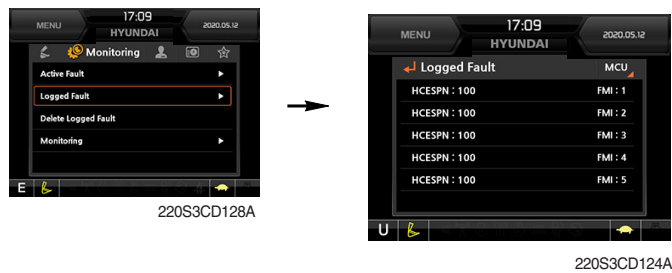 MENU
17:09
HYUNDAI
2020.05.12
Monitoring
Active Fault
Logged Fault
Delete Logged Fault
Monitoring
E
220S3CD128A
MENU
17:09
HYUNDAI
2020.05.12
Logged Fault
MCU
HCESPN : 100 FMI : 1
HCESPN : 100 FMI : 2
HCESPN : 100 FMI : 3
HCESPN : 100 FMI : 4
HCESPN : 100 FMI : 5
U
220S3CD124A